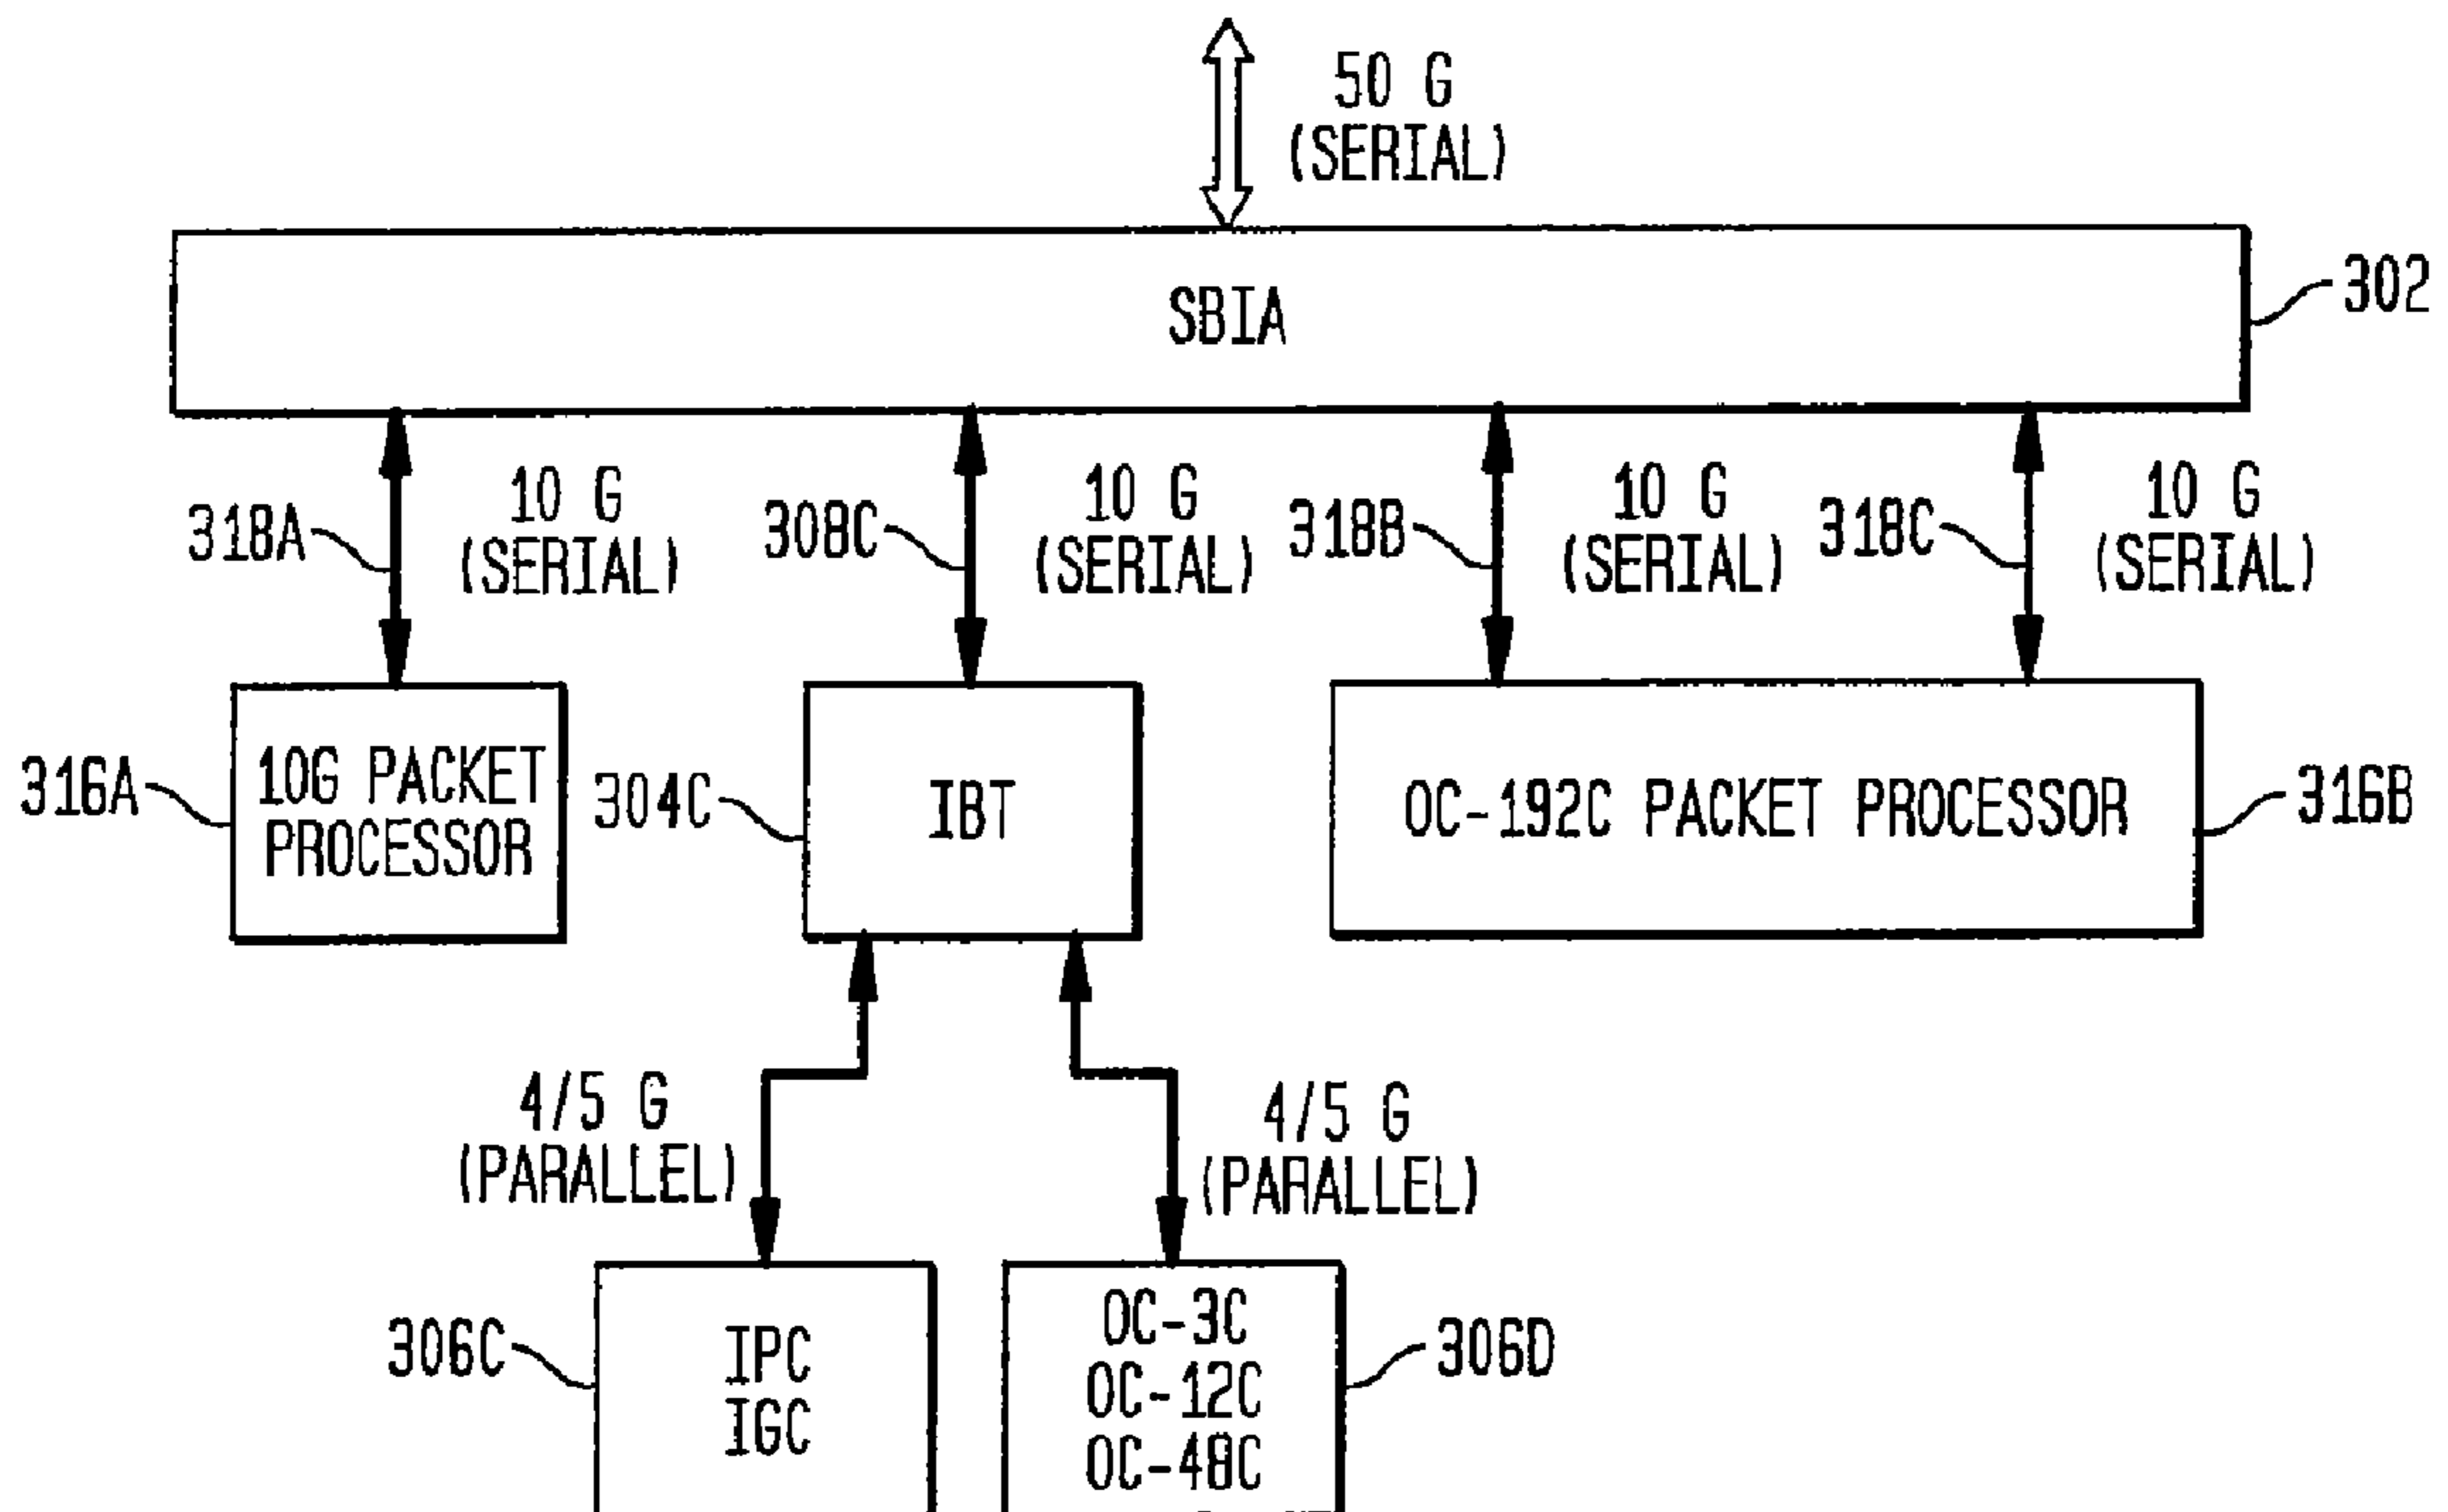 50 G
(SERIAL)
SBIA
302
318A
10 G
(SERIAL)
308C
10 G
(SERIAL)
318B
10 G
(SERIAL)
318C
10 G
(SERIAL)
316A
10G PACKET
PROCESSOR
304C
IBT
OC-192C PACKET PROCESSOR
316B
4/5 G
(PARALLEL)
4/5 G
(PARALLEL)
306C
IPC
IGC
OC-3C
OC-12C
OC-48C
306D